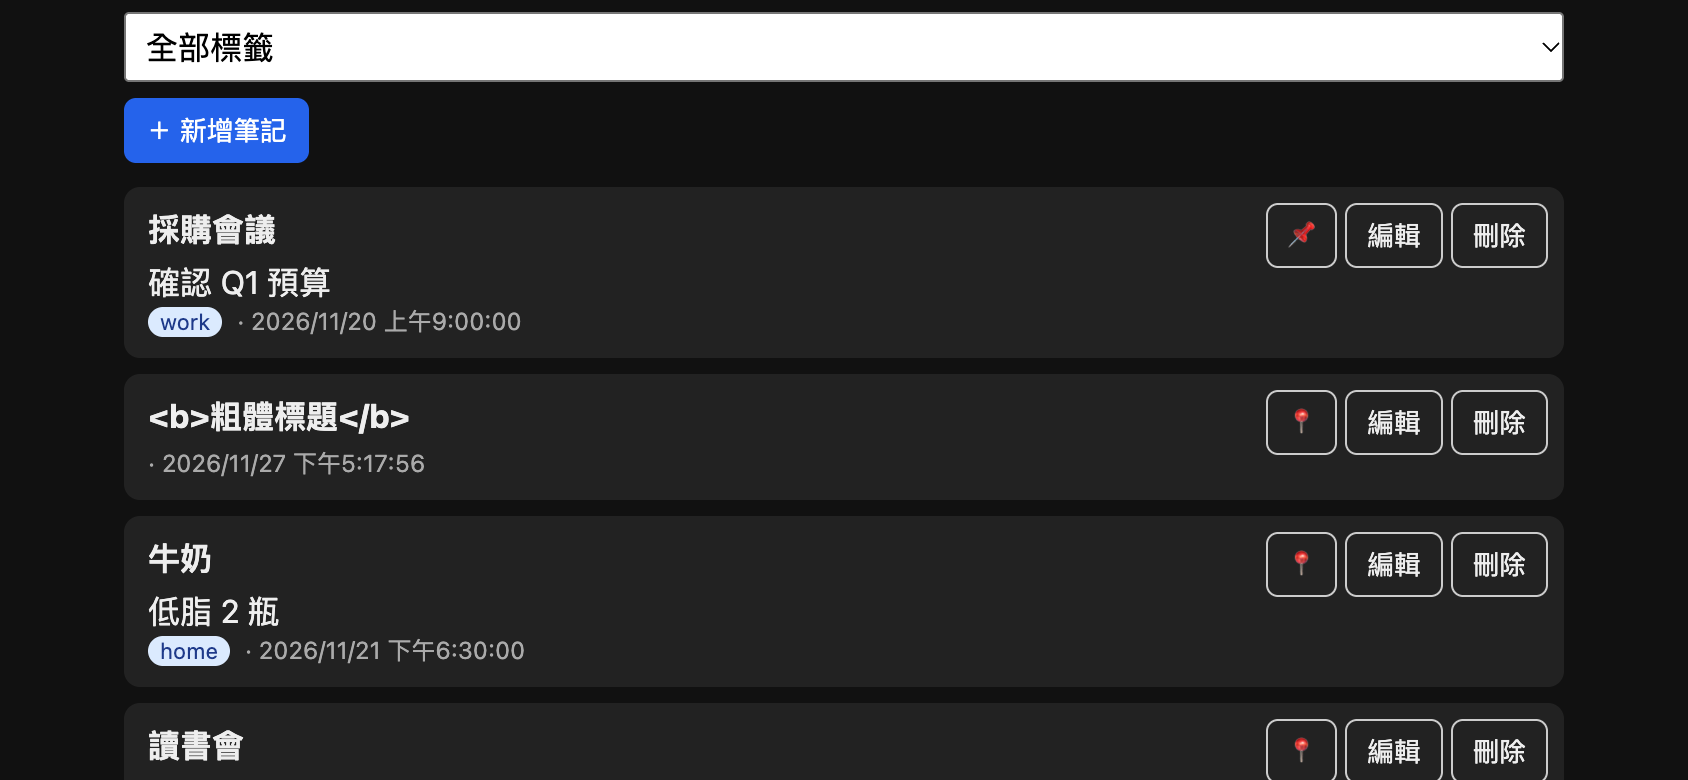 全部標籤
+ 新增筆記
採購會議
編輯
刪除
確認 Q1 預算
work · 2026/11/20 上午9:00:00
<b>粗體標題</b>
編輯
刪除
· 2026/11/27 下午5:17:56
牛奶
編輯
刪除
低脂 2 瓶
home · 2026/11/21 下午6:30:00
讀書會
編輯
刪除